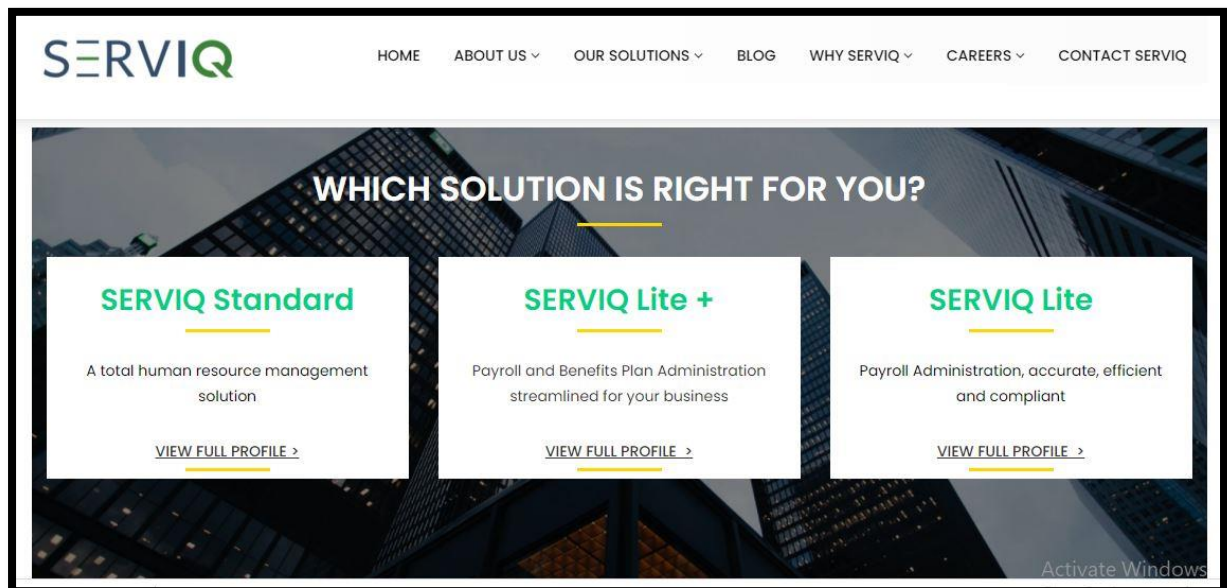 SERVIQ
HOME ABOUT US OUR SOLUTIONS BLOG WHY SERVIQ CAREERS CONTACT SERVIQ
WHICH SOLUTION IS RIGHT FOR YOU?
SERVIQ Standard
A total human resource management
solution
VIEW FULL PROFILE >
SERVIQ Lite +
Payroll and Benefits Plan Administration
streamlined for your business
VIEW FULL PROFILE >
SERVIQ Lite
Payroll Administration, accurate, efficient
and compliant
VIEW FULL PROFILE >
Activate Windows